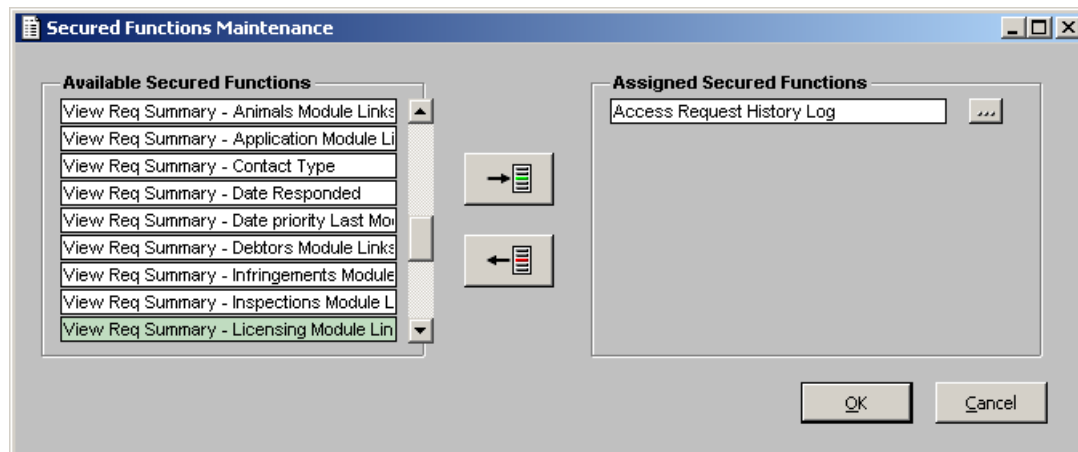 Secured Functions Maintenance
Available Secured Functions
View Req Summary - Animals Module Links
View Req Summary - Application Module Li
View Req Summary - Contact Type
View Req Summary - Date Responded
View Req Summary - Date priority Last Mo
View Req Summary - Debtors Module Links
View Req Summary - Infringements Module
View Req Summary - Inspections Module L
View Req Summary - Licensing Module Lin
Assigned Secured Functions
Access Request History Log
...
OK
Cancel